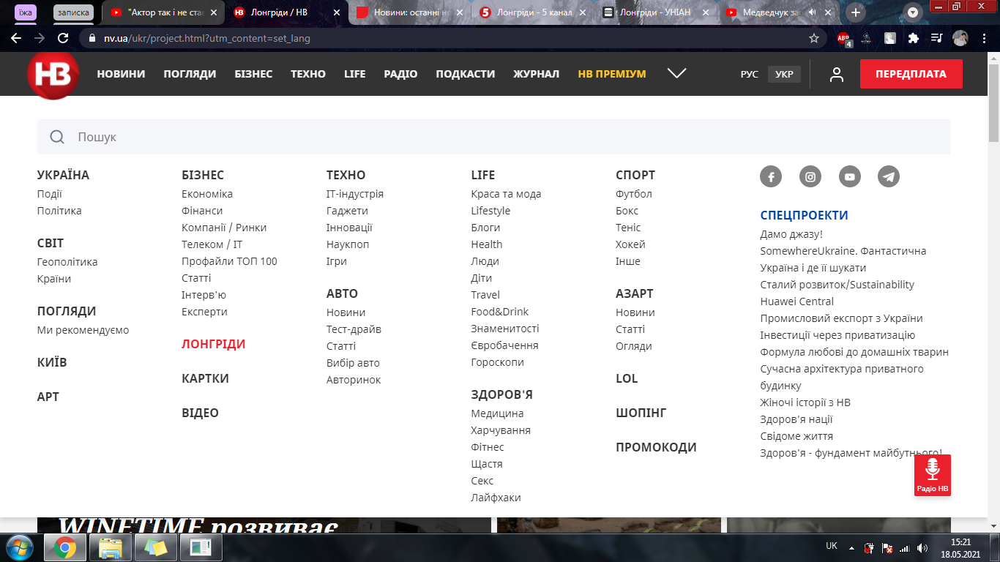 їжа
записка
"Актор так і не ста
Лонгріди / НВ
Новини: останні но
Лонгріди - 5 канал
Лонгріди - УНІАН
Медведчук за
nv.ua/ukr/project.html?utm_content=set_lang
ABP
4
НВ
НОВИНИ ПОГЛЯДИ БІЗНЕС ТЕХНО LIFE РАДІО ПОДКАСТИ ЖУРНАЛ НВ ПРЕМІУМ РУС УКР ПЕРЕДПЛАТА
Пошук
УКРАЇНА
Події
Політика
СВІТ
Геополітика
Країни
ПОГЛЯДИ
Ми рекомендуємо
КИЇВ
АРТ
БІЗНЕС
Економіка
Фінанси
Компанії / Ринки
Телеком / ІТ
Профайли ТОП 100
Статті
Інтерв'ю
Експерти
ЛОНГРІДИ
КАРТКИ
ВІДЕО
ТЕХНО
ІТ-індустрія
Гаджети
Інновації
Наукпоп
Ігри
АВТО
Новини
Тест-драйв
Статті
Вибір авто
Авторинок
LIFE
Краса та мода
Lifestyle
Блоги
Health
Люди
Діти
Travel
Food&Drink
Знаменитості
Євробачення
Гороскопи
ЗДОРОВ'Я
Медицина
Харчування
Фітнес
Щастя
Секс
Лайфхаки
СПОРТ
Футбол
Бокс
Теніс
Хокей
Інше
АЗАРТ
Новини
Статті
Огляди
LOL
ШОПІНГ
ПРОМОКОДИ
СПЕЦПРОЕКТИ
Дамо джазу!
SomewhereUkraine. Фантастична
Україна і де її шукати
Сталий розвиток/Sustainability
Huawei Central
Промисловий експорт з України
Інвестиції через приватизацію
Формула любові до домашніх тварин
Сучасна архітектура приватного
будинку
Жіночі історії з НВ
Здоров'я нації
Свідоме життя
Здоров'я - фундамент майбутнього!
Радіо НВ
WINETIME розвиває
UK
15:21
18.05.2021